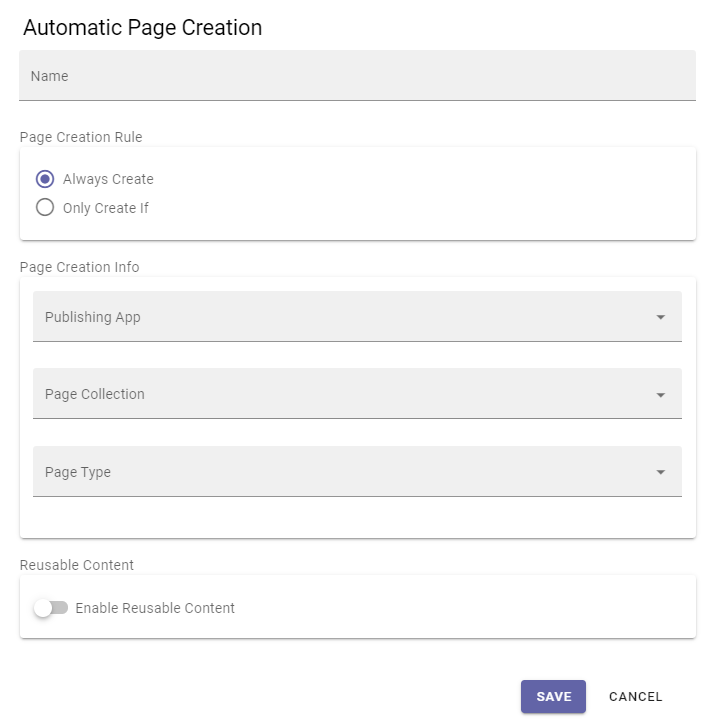 Automatic Page Creation
Name
Page Creation Rule
Always Create
Only Create If
Page Creation Info
Publishing App
Page Collection
Page Type
Reusable Content
Enable Reusable Content
SAVE CANCEL